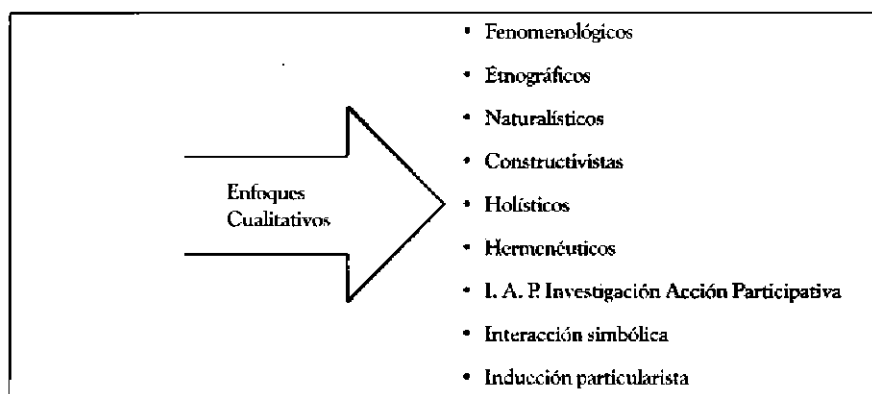 Enfoques
Cualitativos
• Fenomenológicos
• Etnográficos
• Naturalísticos
• Constructivistas
• Holísticos
• Hermenéuticos
• I. A. P. Investigación Acción Participativa
• Interacción simbólica
• Inducción particularista